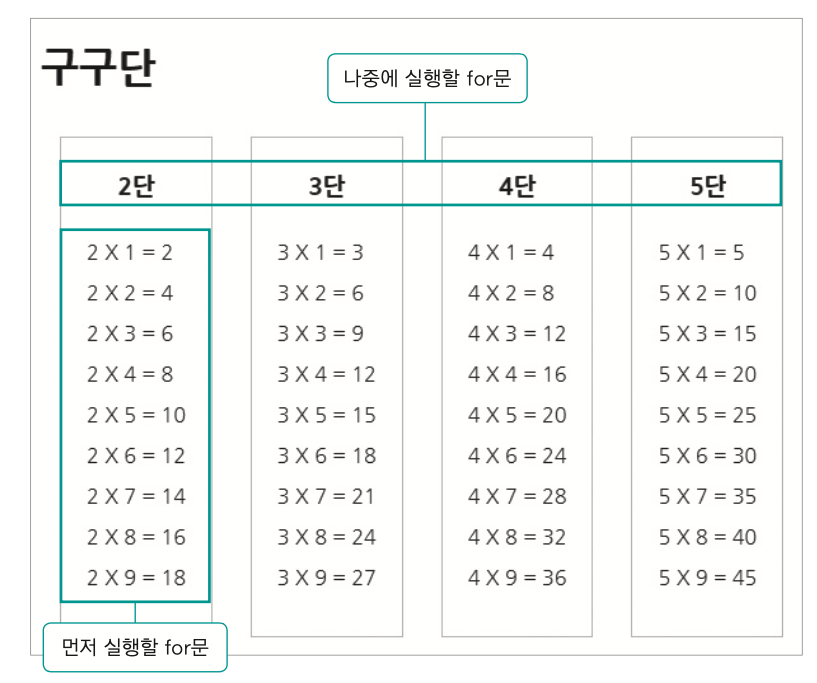 구구단
나중에 실행할 for문
2단
2 X 1 = 2
2 X 2 = 4
2 X 3 = 6
2 X 4 = 8
2 X 5 = 10
2 X 6 = 12
2 X 7 = 14
2 X 8 = 16
2 X 9 = 18
3단
3 X 1 = 3
3 X 2 = 6
3 X 3 = 9
3 X 4 = 12
3 X 5 = 15
3 X 6 = 18
3 X 7 = 21
3 X 8 = 24
3 X 9 = 27
4단
4 X 1 = 4
4 X 2 = 8
4 X 3 = 12
4 X 4 = 16
4 X 5 = 20
4 X 6 = 24
4 X 7 = 28
4 X 8 = 32
4 X 9 = 36
5단
5 X 1 = 5
5 X 2 = 10
5 X 3 = 15
5 X 4 = 20
5 X 5 = 25
5 X 6 = 30
5 X 7 = 35
5 X 8 = 40
5 X 9 = 45
먼저 실행할 for문